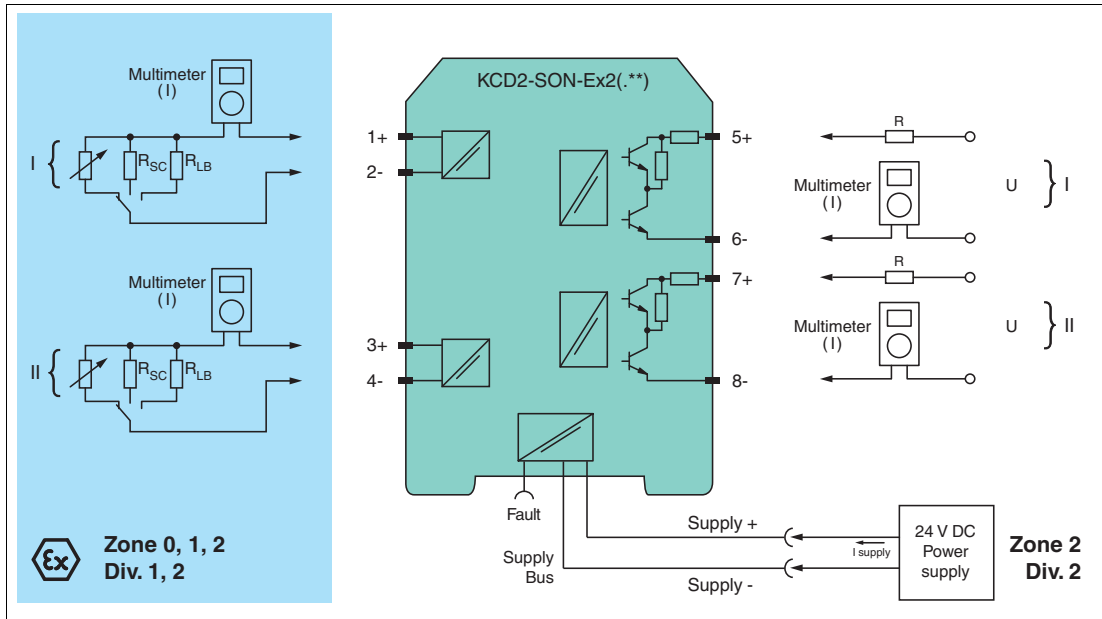 KCD2-SON-Ex2(.**)
Multimeter
(I)
I
RSC
RLB
Multimeter
(I)
II
RSC
RLB
1+
2-
3+
4-
5+
6-
7+
8-
R
Multimeter
(I)
U
I
R
Multimeter
(I)
U
II
Fault
Supply
Bus
Supply +
Supply -
I supply
24 V DC
Power
supply
Ex
Zone 0, 1, 2
Div. 1, 2
Zone 2
Div. 2